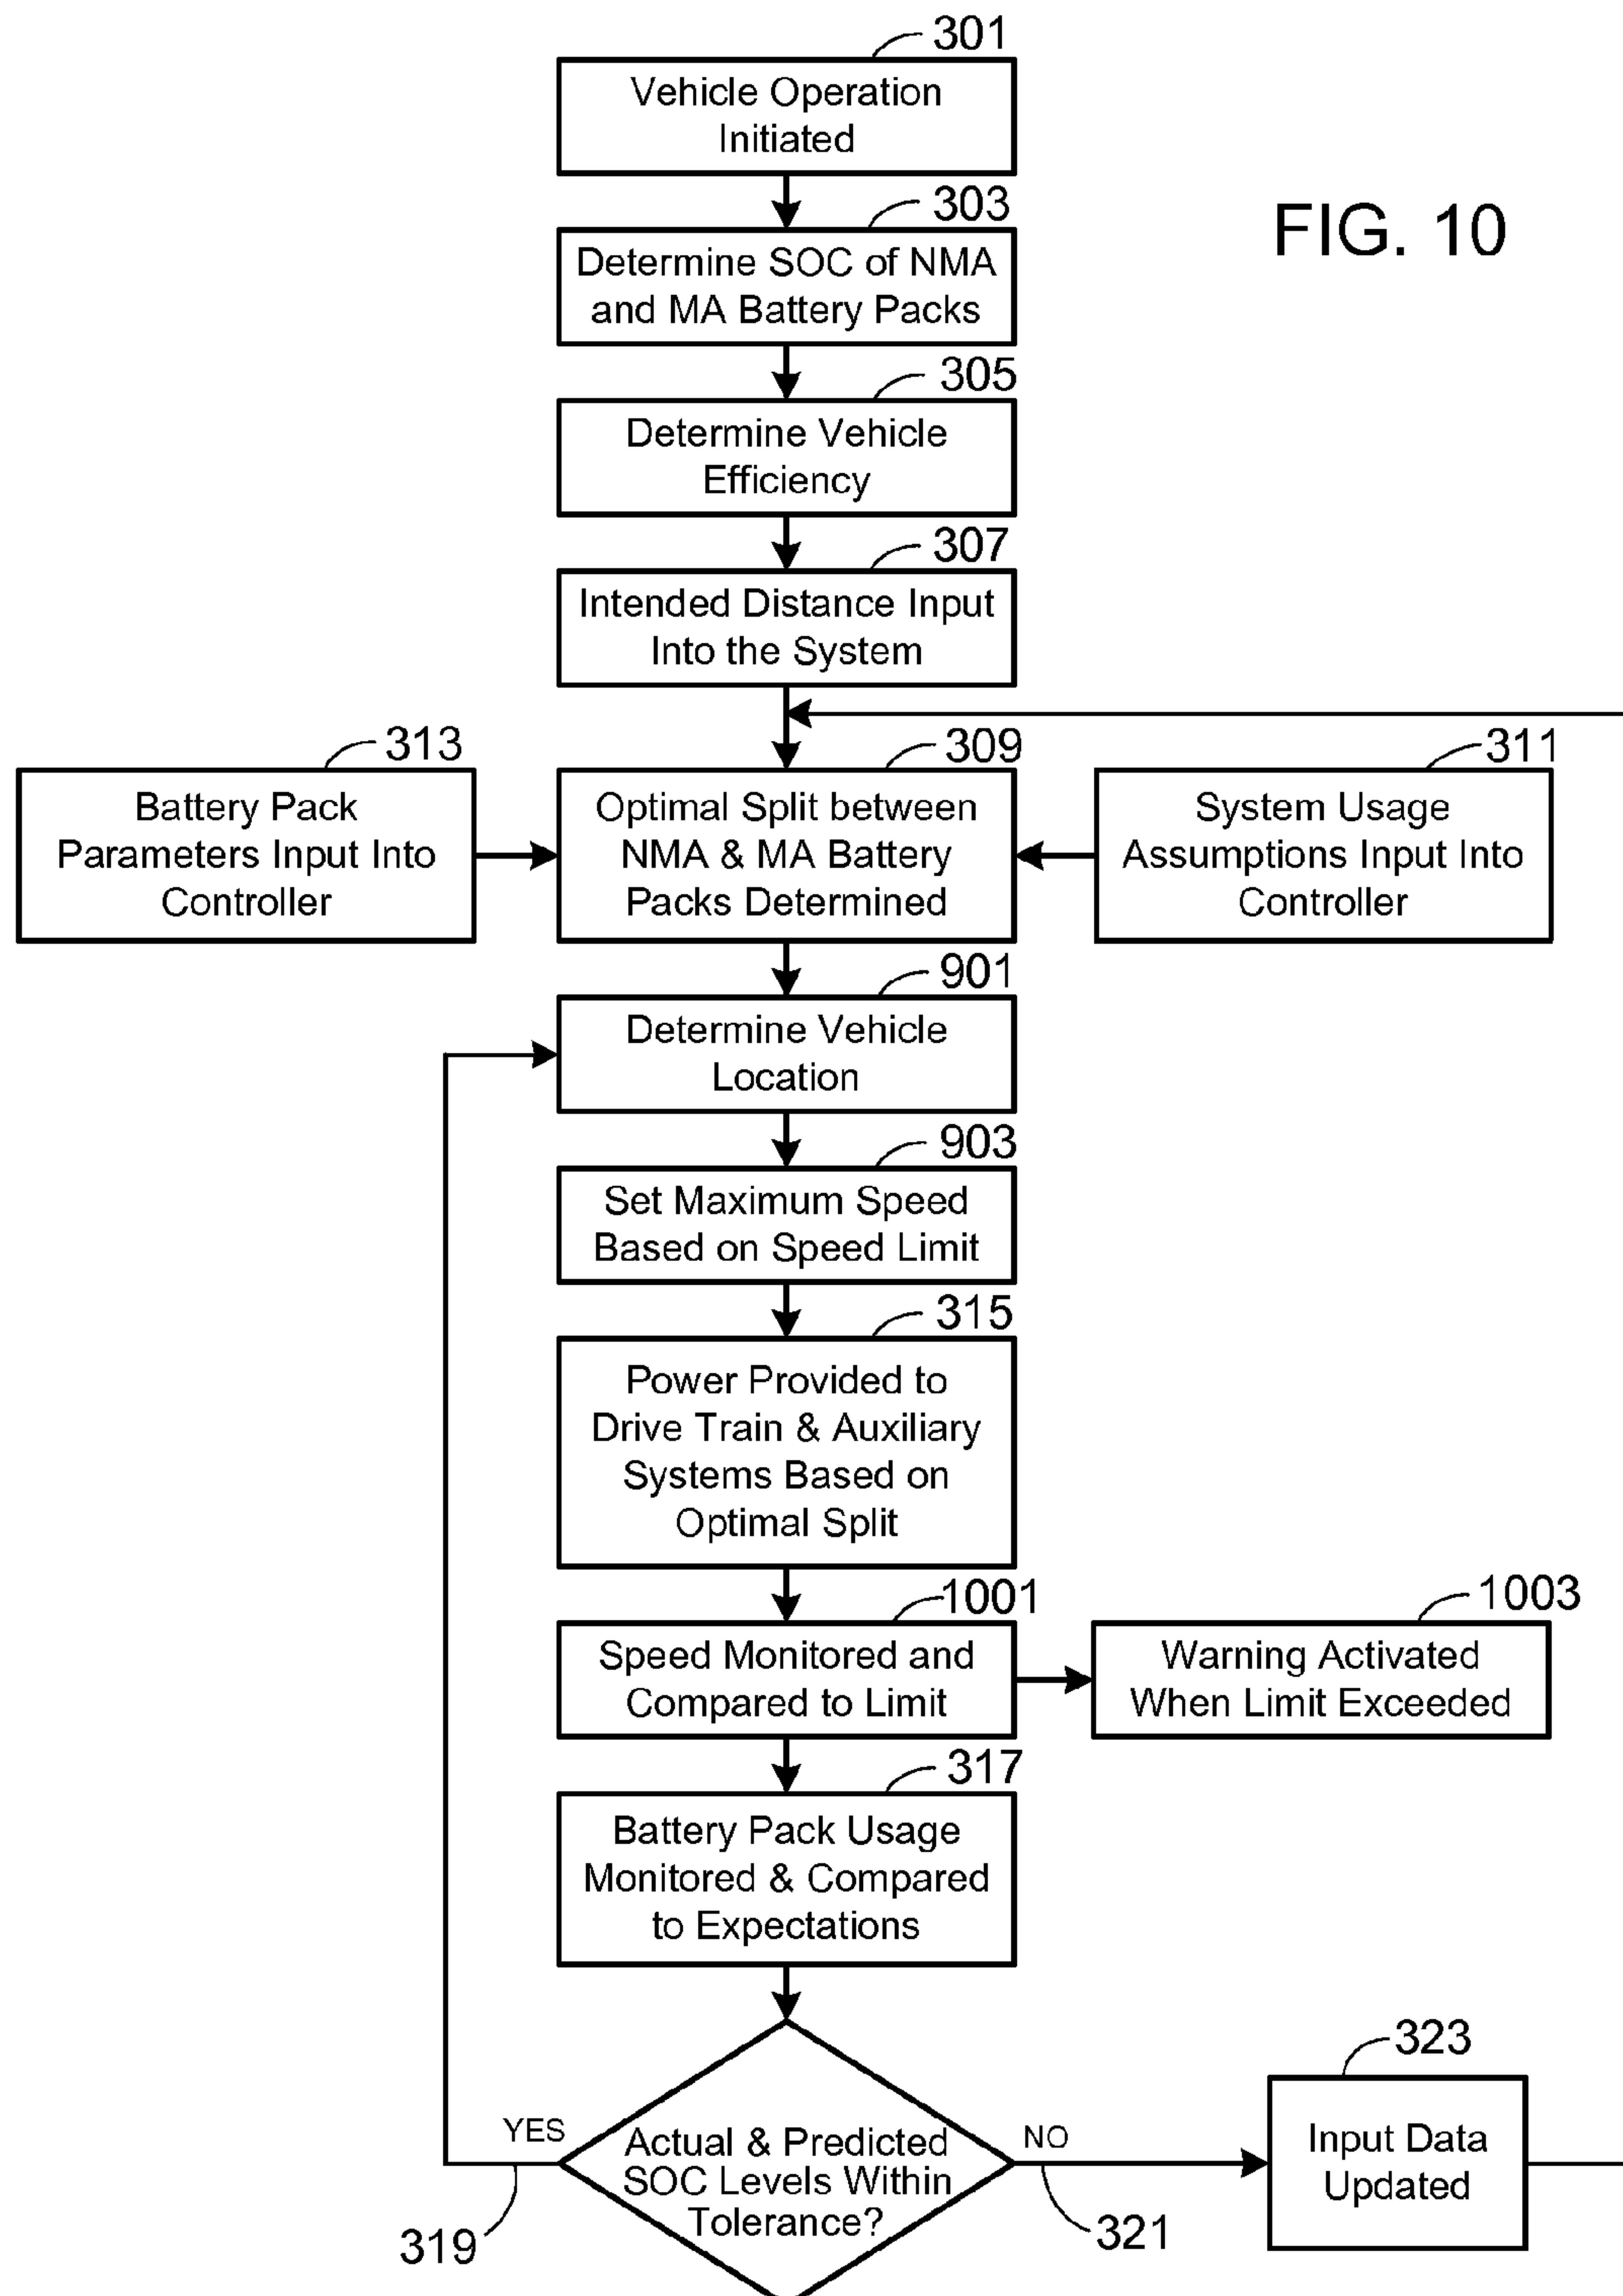 301
Vehicle Operation
Initiated
FIG. 10
303
Determine SOC of NMA
and MA Battery Packs
305
Determine Vehicle
Efficiency
307
Intended Distance Input
Into the System
313
Battery Pack
Parameters Input Into
Controller
309
Optimal Split between
NMA & MA Battery
Packs Determined
311
System Usage
Assumptions Input Into
Controller
901
Determine Vehicle
Location
903
Set Maximum Speed
Based on Speed Limit
315
Power Provided to
Drive Train & Auxiliary
Systems Based on
Optimal Split
1001
Speed Monitored and
Compared to Limit
1003
Warning Activated
When Limit Exceeded
317
Battery Pack Usage
Monitored & Compared
to Expectations
YES
Actual & Predicted
SOC Levels Within
Tolerance?
NO
323
Input Data
Updated
319
321